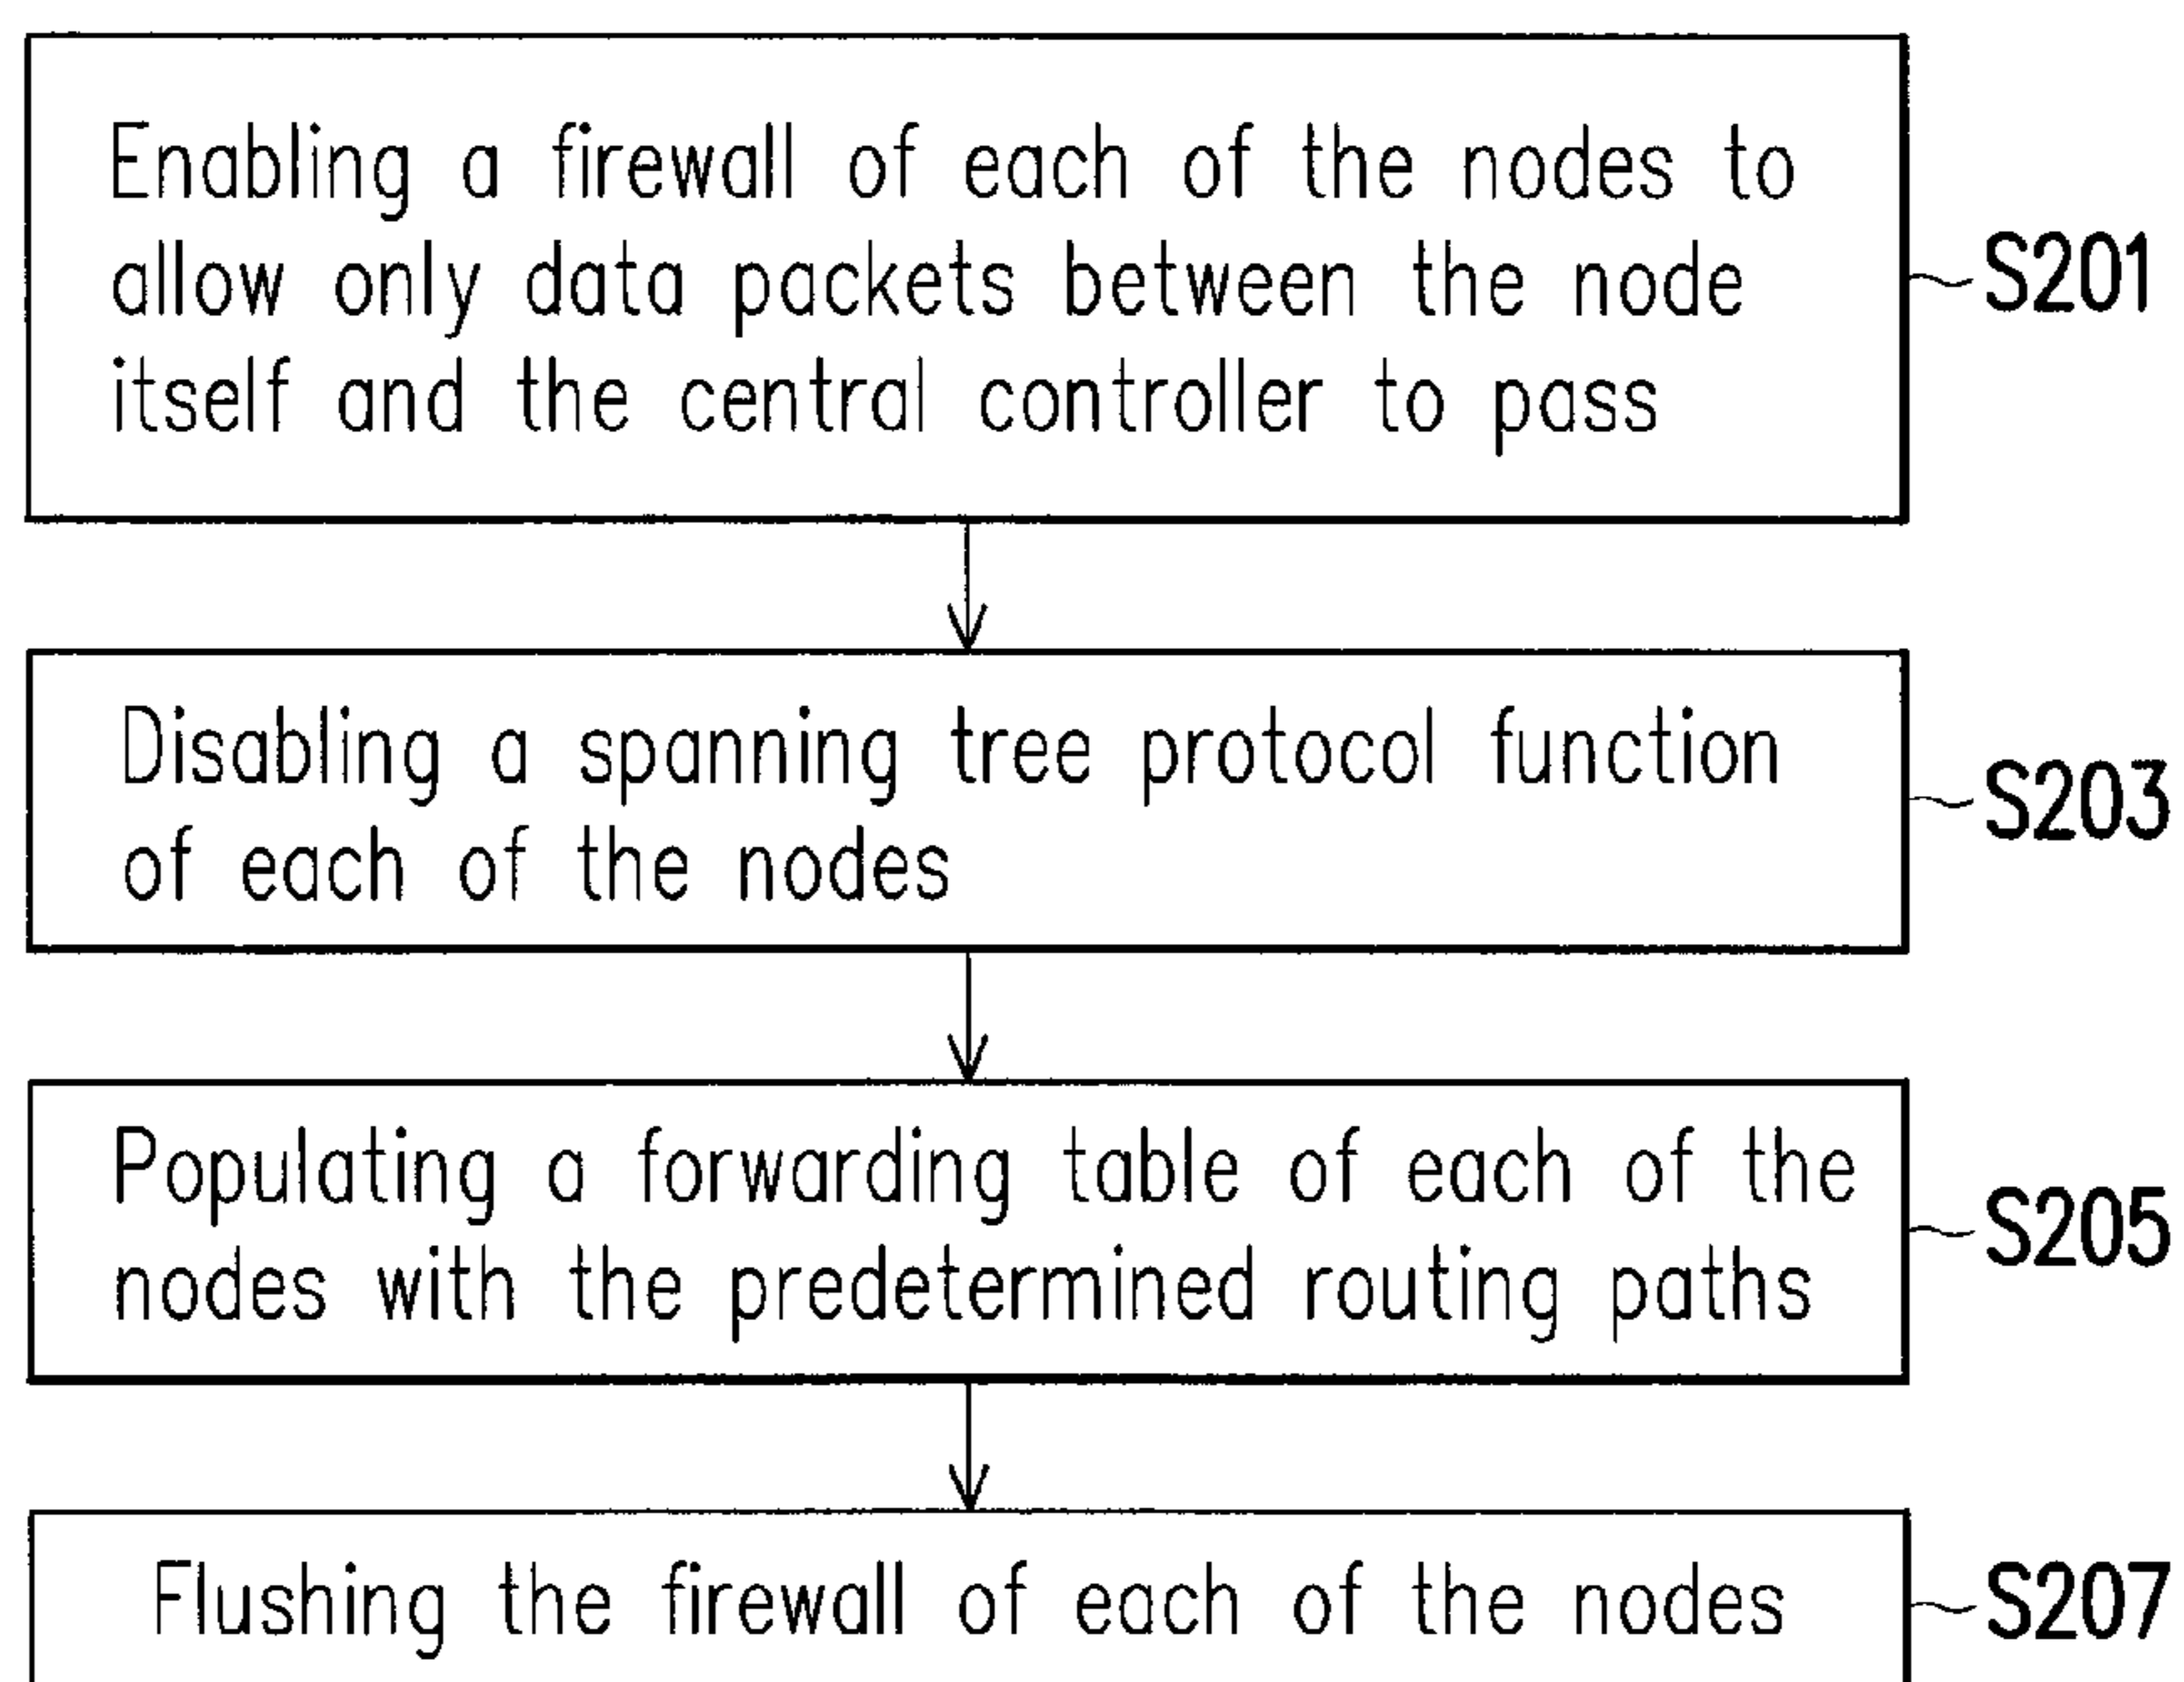 Enabling a firewall of each of the nodes to
allow only data packets between the node
itself and the central controller to pass
S201
Disabling a spanning tree protocol function
of each of the nodes
S203
Populating a forwarding table of each of the
nodes with the predetermined routing paths
S205
Flushing the firewall of each of the nodes
S207